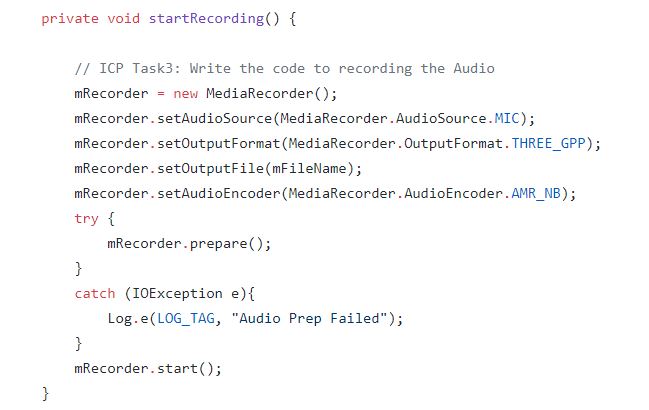 private void startRecording() {
// ICP Task3: Write the code to recording the Audio
mRecorder = new MediaRecorder();
mRecorder.setAudioSource(MediaRecorder.AudioSource.MIC);
mRecorder.setOutputFormat(MediaRecorder.OutputFormat.THREE_GPP);
mRecorder.setOutputFile(mFileName);
mRecorder.setAudioEncoder(MediaRecorder.AudioEncoder.AMR_NB);
try {
mRecorder.prepare();
}
catch (IOException e){
Log.e(LOG_TAG, "Audio Prep Failed");
}
mRecorder.start();
}